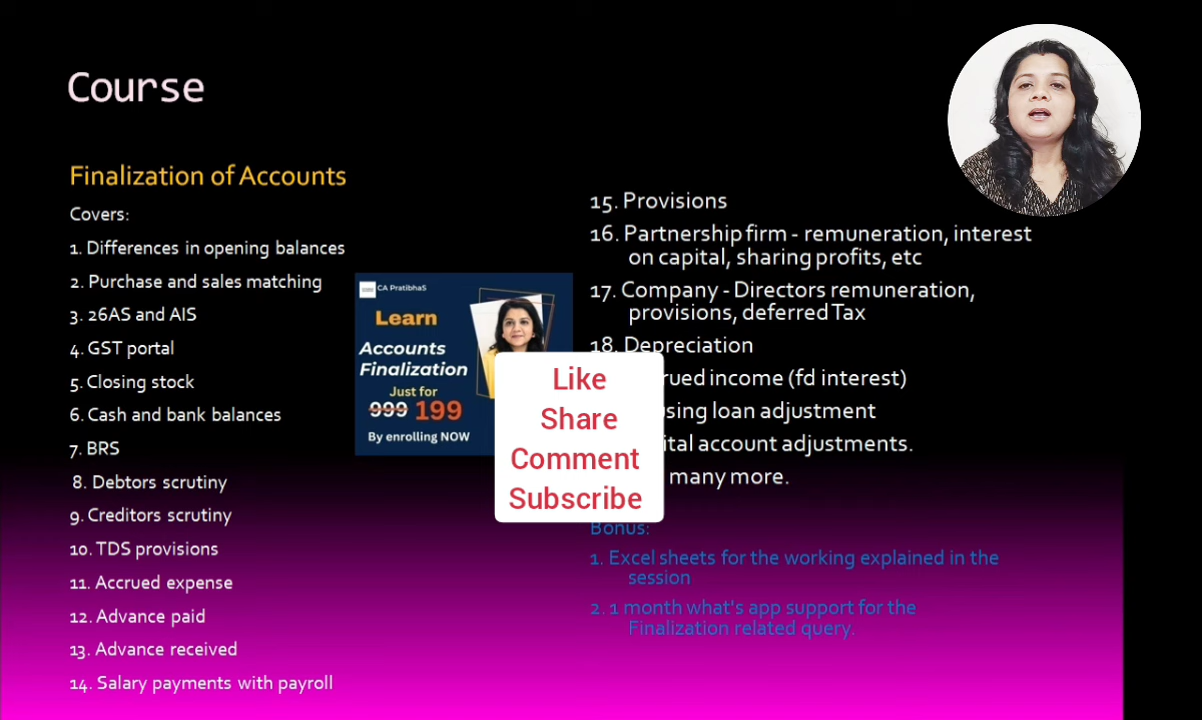 Course
Finalization of Accounts
Covers:
1. Differences in opening balances
2. Purchase and sales matching
3. 26AS and AIS
4. GST portal
5. Closing stock
6. Cash and bank balances
7. BRS
8. Debtors scrutiny
9. Creditors scrutiny
10. TDS provisions
11. Accrued expense
12. Advance paid
13. Advance received
14. Salary payments with payroll
CA PratibhaS
Learn
Accounts
Finalization
Just for
999 199
By enrolling NOW
Like
Share
Comment
Subscribe
15. Provisions
16. Partnership firm - remuneration, interest
on capital, sharing profits, etc
17. Company - Directors remuneration,
provisions, deferred Tax
18. Depreciation
income (fd interest)
loan adjustment
account adjustments.
many more.
Bonus:
1. Excel sheets for the working explained in the
session
2. 1 month what's app support for the
Finalization related query.